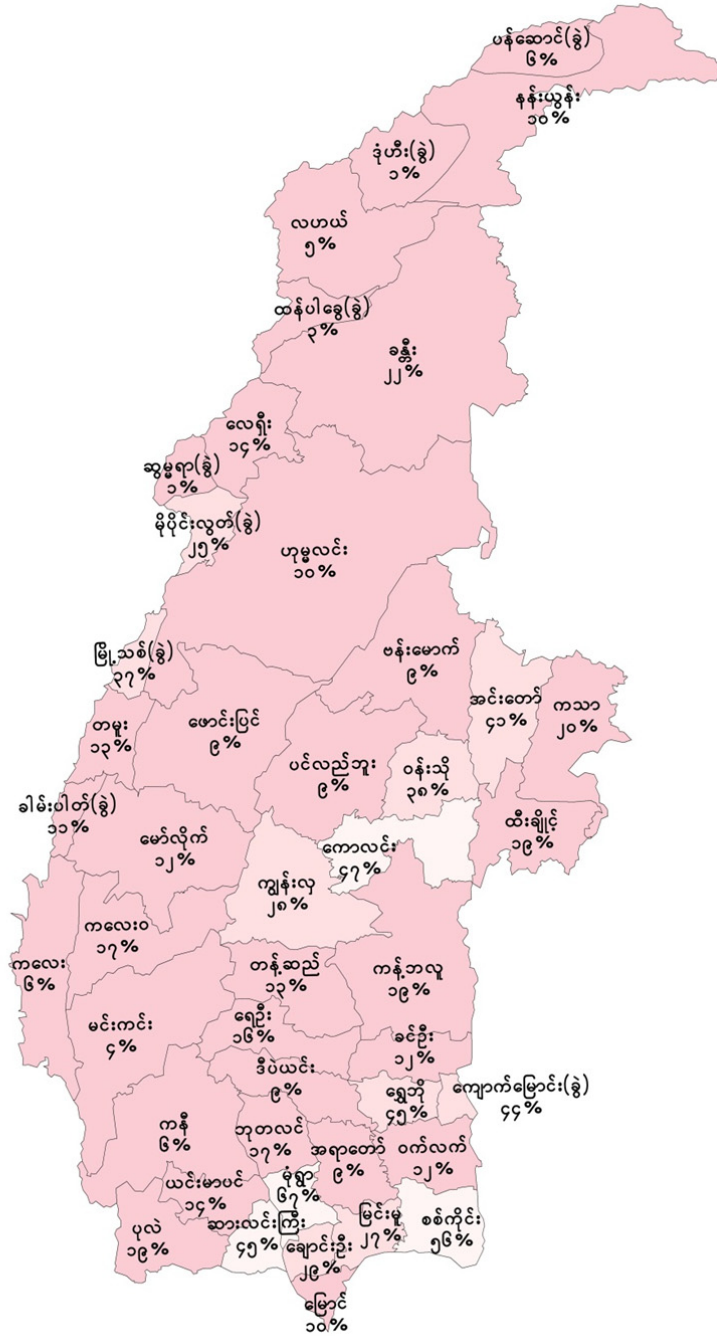 ပန်ဆောင်(ခွဲ)
၆%
နန်းယွန်း
၁၀%
ဒုံဟီး(ခွဲ)
၁%
လဟယ်
၅%
ထန်ပါခွေ(ခွဲ)
၃%
ခန္တီး
၂၂%
လေရှီး
၁၄%
ဆွမ္မရာ(ခွဲ)
၁%
မိုပိုင်းလွတ်(ခွဲ)
၂၅%
ဟုမ္မလင်း
၁၀%
ဗန်းမောက်
၉%
မြို့သစ်(ခွဲ)
၃၇%
အင်းတော်
၄၁%
ကသာ
၂၀%
တမူး
၁၃%
ဖောင်းပြင်
၉%
ပင်လည်ဘူး
၉%
ဝန်းသို
၃၈%
ခါမ်းပါတ်(ခွဲ)
၁၁%
မော်လိုက်
၁၂%
ကောလင်း
၄၇%
ထီးချိုင့်
၁၉%
ကျွန်းလှ
၂၈%
ကလေးဝ
၁၇%
ကလေး
၆%
တန့်ဆည်
၁၃%
ကန့်ဘလူ
၁၉%
မင်းကင်း
၄%
ရေဦး
၁၆%
ခင်ဦး
၁၂%
ဒီပဲယင်း
၉%
ရွှေဘို
၄၅%
ကျောက်မြောင်း(ခွဲ)
၄၄%
ကနီ
၆%
ဘုတလင်
၁၇%
အရာတော်
၉%
ဝက်လက်
၁၂%
ယင်းမာပင်
၁၄%
မုံရွာ
၆၇%
ပုလဲ
၁၉%
ဆားလင်းကြီး
၄၅%
ချောင်းဦး
၂၉%
မြင်းမူ
၂၇%
စစ်ကိုင်း
၅၆%
မြောင်
၁၀%